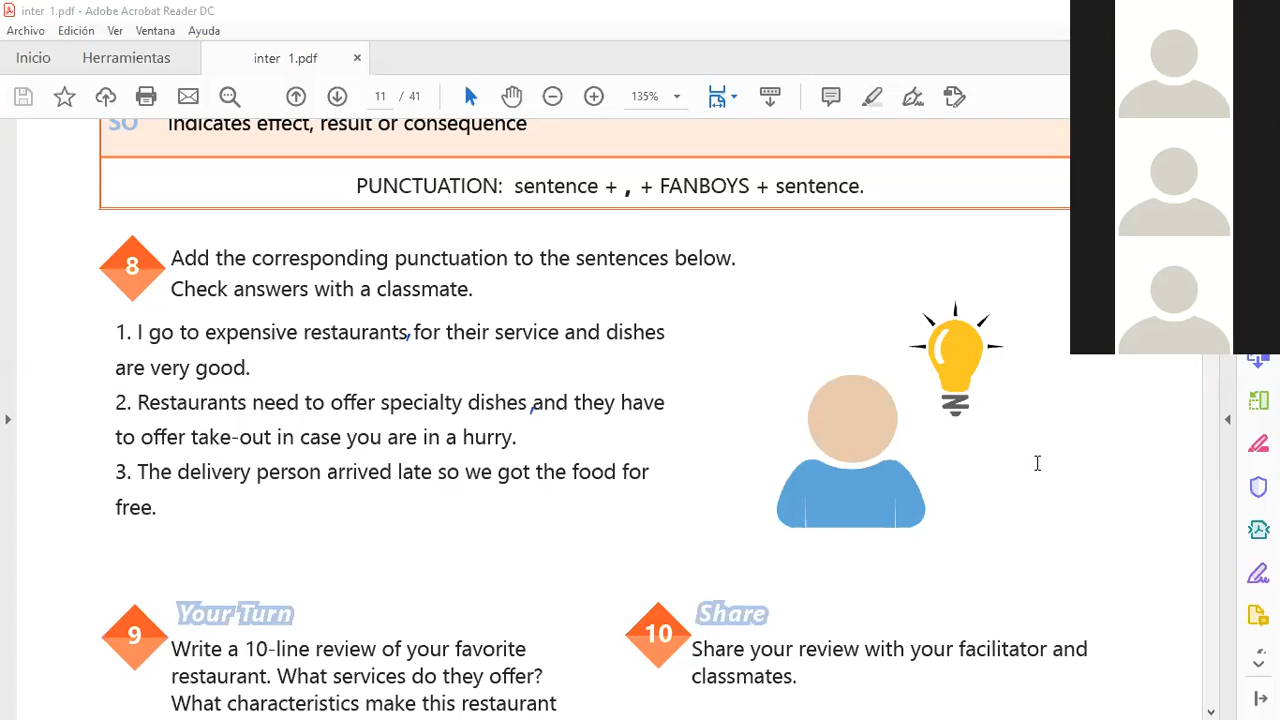 inter 1.pdf - Adobe Acrobat Reader DC
Archivo Edición Ver Ventana Ayuda
Inicio Herramientas inter 1.pdf ×
11 / 41 135%
SO Indicates effect, result or consequence
PUNCTUATION: sentence + , + FANBOYS + sentence.
8 Add the corresponding punctuation to the sentences below.
Check answers with a classmate.
1. I go to expensive restaurants, for their service and dishes
are very good.
2. Restaurants need to offer specialty dishes ,and they have
to offer take-out in case you are in a hurry.
3. The delivery person arrived late so we got the food for
free.
9 Your Turn
Write a 10-line review of your favorite
restaurant. What services do they offer?
What characteristics make this restaurant
10 Share
Share your review with your facilitator and
classmates.